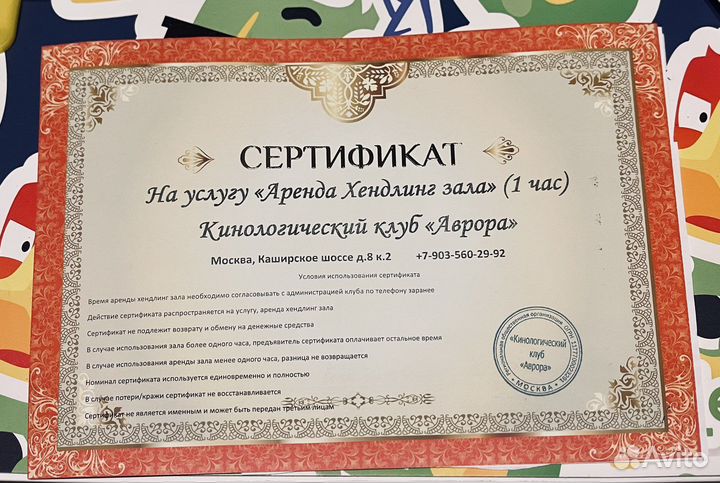 СЕРТИФИКАТ
На услугу «Аренда Хендлинг зала» (1 час)
Кинологический клуб «Аврора»
Москва, Каширское шоссе д.8 к.2 +7-903-560-29-92
Условия использования сертификата
Время аренды хендлинг зала необходимо согласовывать с администрацией клуба по телефону заранее
Действие сертификата распространяется на услугу, аренда хендлинг зала
Сертификат не подлежит возврату и обмену на денежные средства
В случае использования зала более одного часа, предъявитель сертификата оплачивает остальное время
В случае использования аренды зала менее одного часа, разница не возвращается
Номинал сертификата используется единовременно и полностью
В случае потери/кражи сертификат не восстанавливается
Сертификат не является именным и может быть передан третьим лицам
общественная организация
«Кинологический
клуб
«Аврора»
МОСКВА
Avito